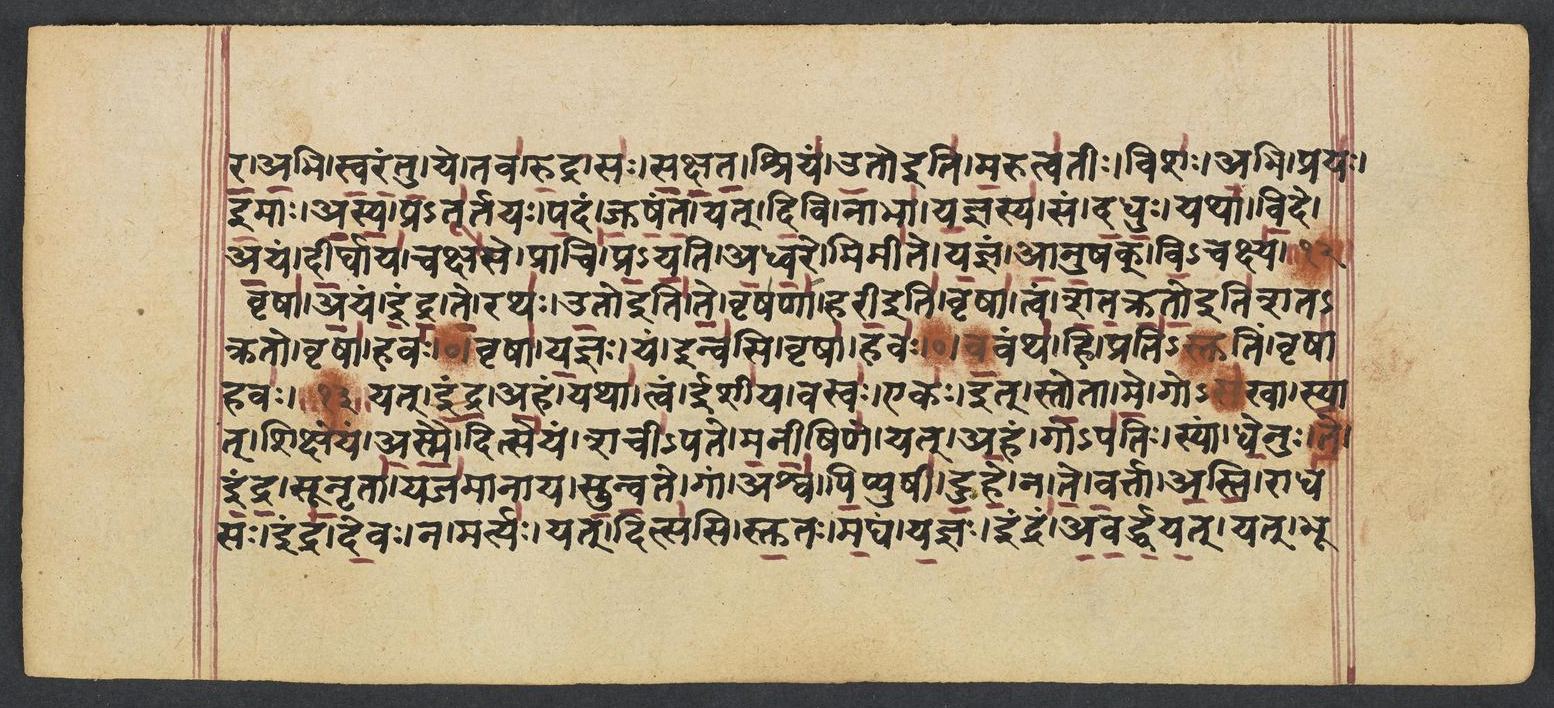 र।अभि।स्वरंतु।ये।तव।रुद्रासः।सक्षत।श्रियं।उतोइति।मरुत्वतीः।विशः।अभि।प्रयः।
इमाः।अस्य।प्रऽतूर्तयः।पदं।जुषंत।यत्।दिवि।नाभा।यज्ञस्य।सं।दधुः।यथा।विदे।
अयं।दीर्घाय।चक्षसे।प्राचि।प्रऽयति।अध्वरे।मिमीते।यज्ञं।आनुषक्।विऽचक्ष्य।१२
वृषा।अयं।इंद्र।ते।रथः।उतोइति।ते।वृषणा।हरीइति।वृषा।त्वं।शतक्रतोइतिशतऽ
क्रतो।वृषा।हवः।०।वृषा।यज्ञः।यं।इन्वसि।वृषा।हवः।०।ववंथ।हि।प्रतिऽस्तुतिं।वृषा
हवः। १३ यत्।इंद्र।अहं।यथा।त्वं।ईशीय।वस्वः।एकः।इत्।स्तोता।मे।गोऽसखा।स्या
त्।शिक्षेयं।अस्मै।दित्सेयं।शचीऽपते।मनीषिणे।यत्।अहं।गोऽपतिः।स्यां।धेनुः।ते।
इंद्र।सूनृता।यजमानाय।सुन्वते।गां।अश्वं।पिप्युषी।दुहे।न।ते।वर्त्ता।अस्ति।राध
सः।इंद्र।देवः।न।मर्त्यः।यत्।दित्ससि।स्तुतः।मघं।यज्ञः।इंद्रं।अवर्द्धयत्।यत्।भू